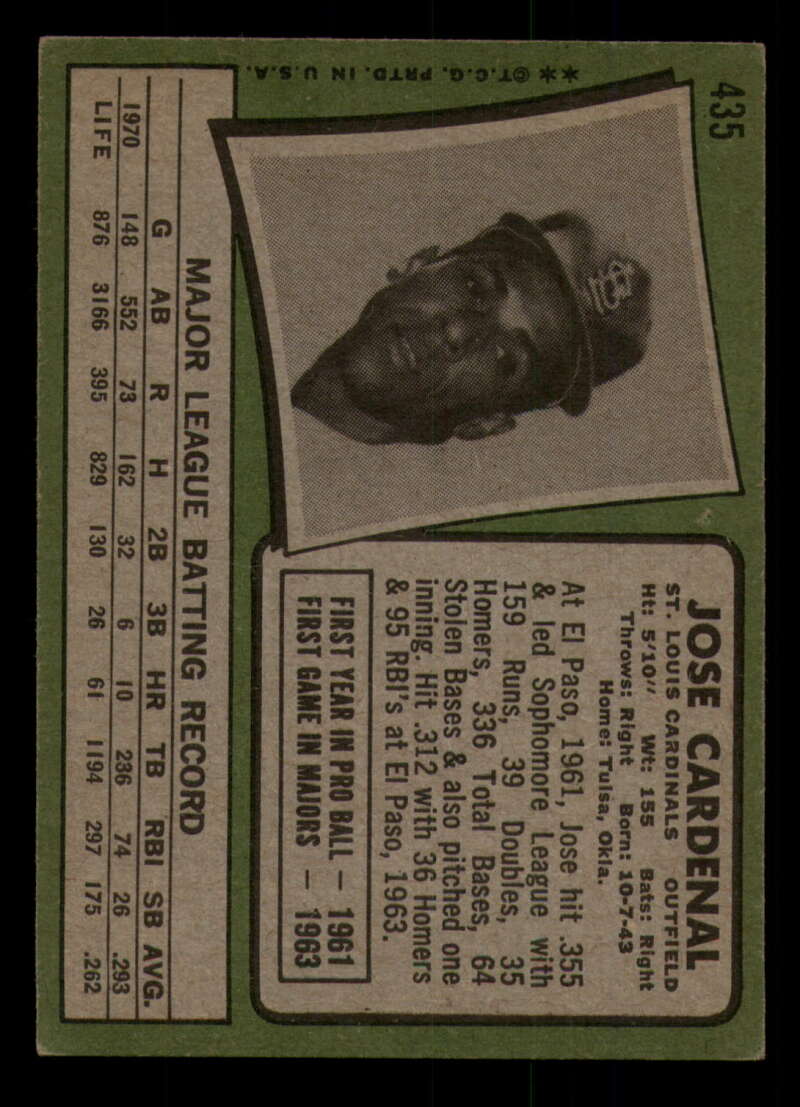 435
**©T.C.G. PRTD. IN U.S.A.
StL
JOSE CARDENAL
ST. LOUIS CARDINALS OUTFIELD
Ht: 5'10" Wt: 155 Bats: Right
Throws: Right Born: 10-7-43
Home: Tulsa, Okla.
At El Paso, 1961, Jose hit .355
& led Sophomore League with
159 Runs, 39 Doubles, 35
Homers, 336 Total Bases, 64
Stolen Bases & also pitched one
inning. Hit .312 with 36 Homers
& 95 RBI's at El Paso, 1963.
FIRST YEAR IN PRO BALL — 1961
FIRST GAME IN MAJORS — 1963
MAJOR LEAGUE BATTING RECORD
G AB R H 2B 3B HR TB RBI SB AVG.
1970 148 552 73 162 32 6 10 236 74 26 .293
LIFE 876 3166 395 829 130 26 61 1194 297 175 .262